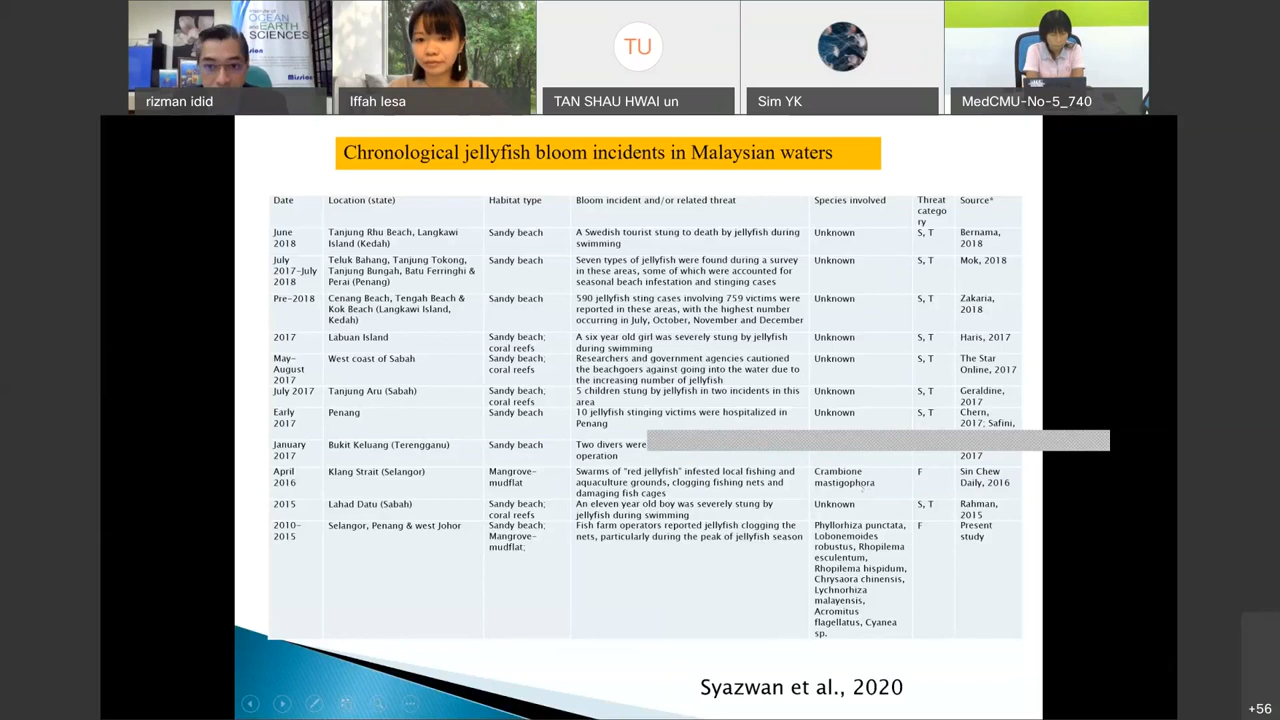 Institute of
OCEAN
and EARTH
SCIENCES
Mission
rizman idid
Iffah Iesa
TU
TAN SHAU HWAI un
Sim YK
MedCMU-No-5_740
Chronological jellyfish bloom incidents in Malaysian waters
Date Location (state) Habitat type Bloom incident and/or related threat Species involved Threat catego ry Source*
June 2018 Tanjung Rhu Beach, Langkawi Island (Kedah) Sandy beach A Swedish tourist stung to death by jellyfish during swimming Unknown S, T Bernama, 2018
July 2017-July 2018 Teluk Bahang, Tanjung Tokong, Tanjung Bungah, Batu Ferringhi & Perai (Penang) Sandy beach Seven types of jellyfish were found during a survey in these areas, some of which were accounted for seasonal beach infestation and stinging cases Unknown S, T Mok, 2018
Pre-2018 Cenang Beach, Tengah Beach & Kok Beach (Langkawi Island, Kedah) Sandy beach 590 jellyfish sting cases involving 759 victims were reported in these areas, with the highest number occurring in July, October, November and December Unknown S, T Zakaria, 2018
2017 Labuan Island Sandy beach; coral reefs A six year old girl was severely stung by jellyfish during swimming Unknown S, T Haris, 2017
May-August 2017 West coast of Sabah Sandy beach; coral reefs Researchers and government agencies cautioned the beachgoers against going into the water due to the increasing number of jellyfish Unknown S, T The Star Online, 2017
July 2017 Tanjung Aru (Sabah) Sandy beach; coral reefs 5 children stung by jellyfish in two incidents in this area Unknown S, T Geraldine, 2017
Early 2017 Penang Sandy beach 10 jellyfish stinging victims were hospitalized in Penang Unknown S, T Chern, 2017; Safini,
January 2017 Bukit Keluang (Terengganu) Sandy beach Two divers were operation 2017
April 2016 Klang Strait (Selangor) Mangrove-mudflat Swarms of "red jellyfish" infested local fishing and aquaculture grounds, clogging fishing nets and damaging fish cages Crambione mastigophora F Sin Chew Daily, 2016
2015 Lahad Datu (Sabah) Sandy beach; coral reefs An eleven year old boy was severely stung by jellyfish during swimming Unknown S, T Rahman, 2015
2010-2015 Selangor, Penang & west Johor Sandy beach; Mangrove-mudflat; Fish farm operators reported jellyfish clogging the nets, particularly during the peak of jellyfish season Phyllorhiza punctata, Lobonemoides robustus, Rhopilema esculentum, Rhopilema hispidum, Chrysaora chinensis, Lychnorhiza malayensis, Acromitus flagellatus, Cyanea sp. F Present study
Syazwan et al., 2020
+56